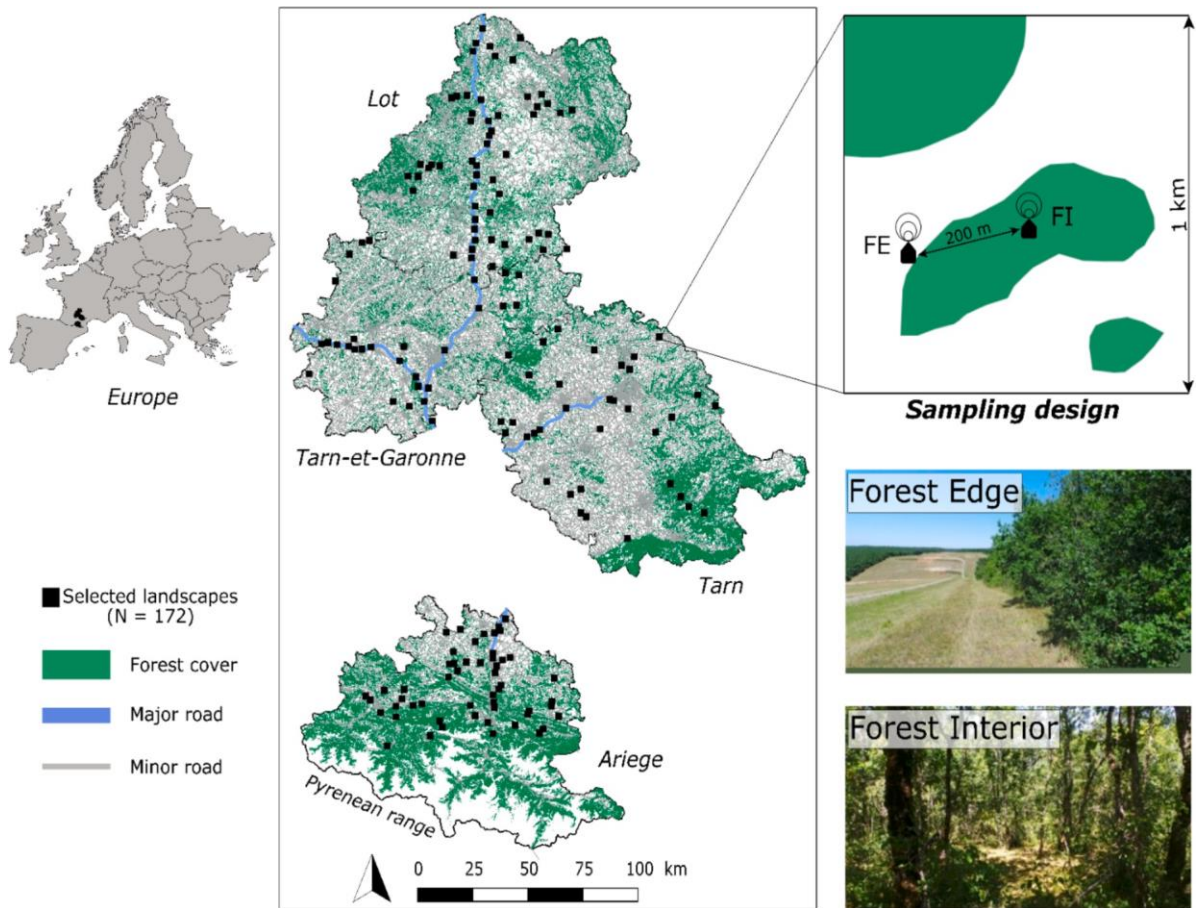 Europe
Selected landscapes
(N = 172)
Forest cover
Major road
Minor road
Lot
Tarn-et-Garonne
Tarn
Ariege
Pyrenean range
0 25 50 75 100 km
FE
200 m
FI
1 km
Sampling design
Forest Edge
Forest Interior